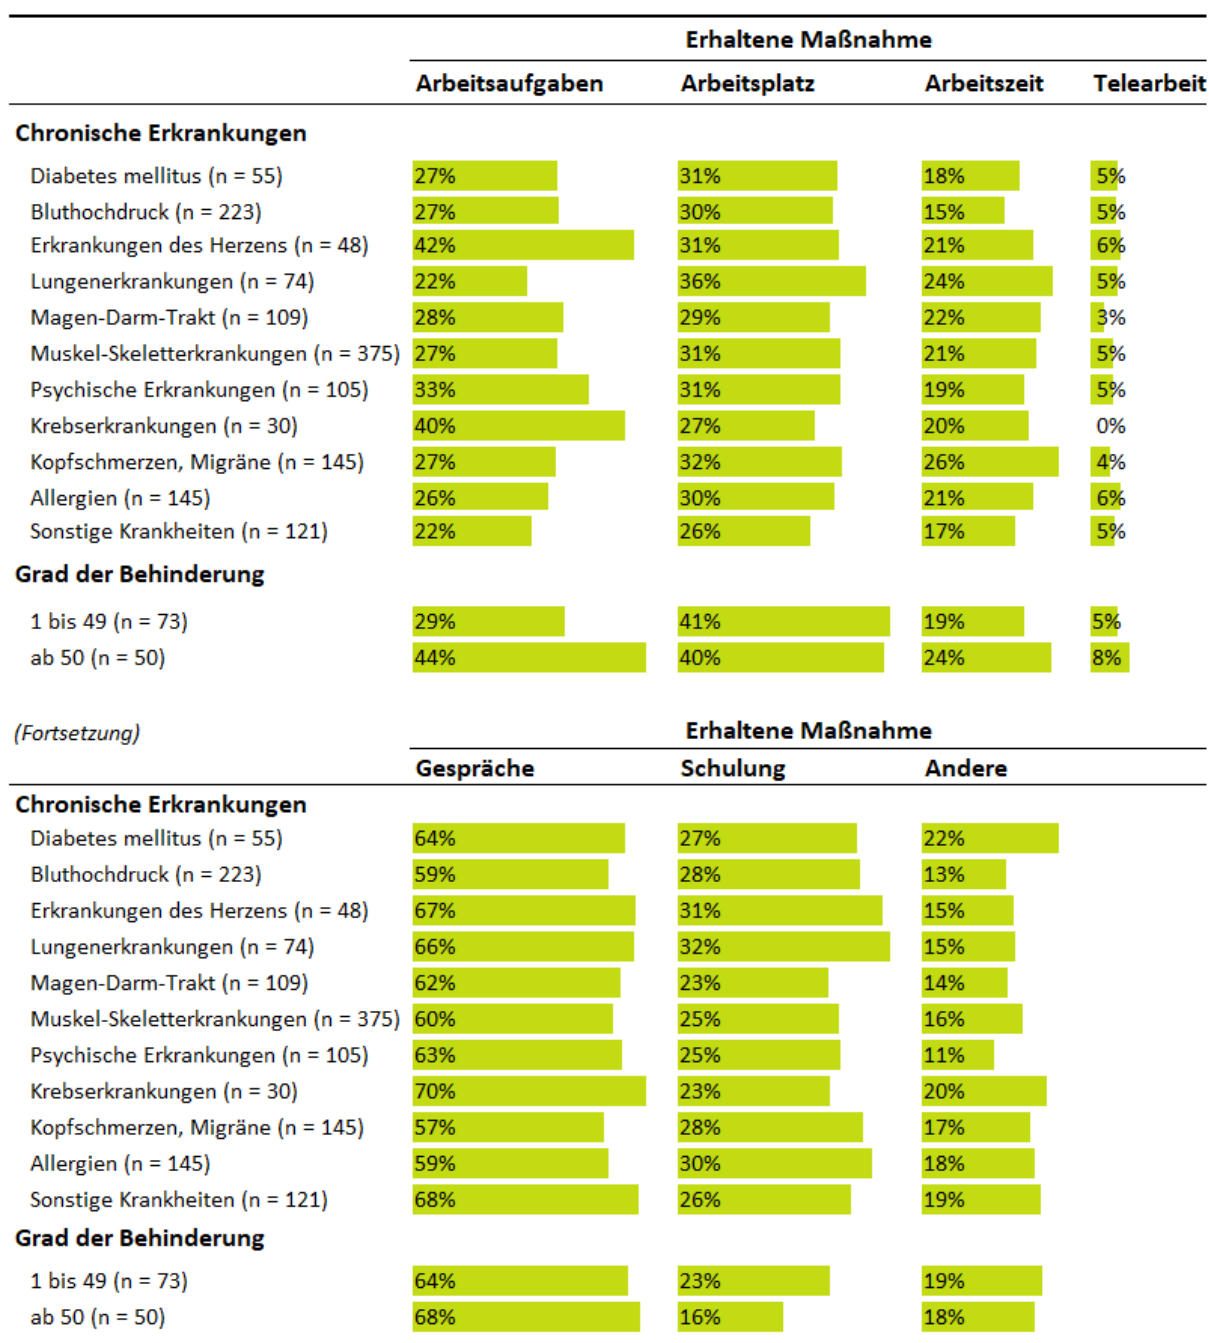 Erhaltene Maßnahme
Arbeitsaufgaben Arbeitsplatz Arbeitszeit Telearbeit
Chronische Erkrankungen
Diabetes mellitus (n = 55) 27% 31% 18% 5%
Bluthochdruck (n = 223) 27% 30% 15% 5%
Erkrankungen des Herzens (n = 48) 42% 31% 21% 6%
Lungenerkrankungen (n = 74) 22% 36% 24% 5%
Magen-Darm-Trakt (n = 109) 28% 29% 22% 3%
Muskel-Skeletterkrankungen (n = 375) 27% 31% 21% 5%
Psychische Erkrankungen (n = 105) 33% 31% 19% 5%
Krebserkrankungen (n = 30) 40% 27% 20% 0%
Kopfschmerzen, Migräne (n = 145) 27% 32% 26% 4%
Allergien (n = 145) 26% 30% 21% 6%
Sonstige Krankheiten (n = 121) 22% 26% 17% 5%
Grad der Behinderung
1 bis 49 (n = 73) 29% 41% 19% 5%
ab 50 (n = 50) 44% 40% 24% 8%
(Fortsetzung) Erhaltene Maßnahme
Gespräche Schulung Andere
Chronische Erkrankungen
Diabetes mellitus (n = 55) 64% 27% 22%
Bluthochdruck (n = 223) 59% 28% 13%
Erkrankungen des Herzens (n = 48) 67% 31% 15%
Lungenerkrankungen (n = 74) 66% 32% 15%
Magen-Darm-Trakt (n = 109) 62% 23% 14%
Muskel-Skeletterkrankungen (n = 375) 60% 25% 16%
Psychische Erkrankungen (n = 105) 63% 25% 11%
Krebserkrankungen (n = 30) 70% 23% 20%
Kopfschmerzen, Migräne (n = 145) 57% 28% 17%
Allergien (n = 145) 59% 30% 18%
Sonstige Krankheiten (n = 121) 68% 26% 19%
Grad der Behinderung
1 bis 49 (n = 73) 64% 23% 19%
ab 50 (n = 50) 68% 16% 18%